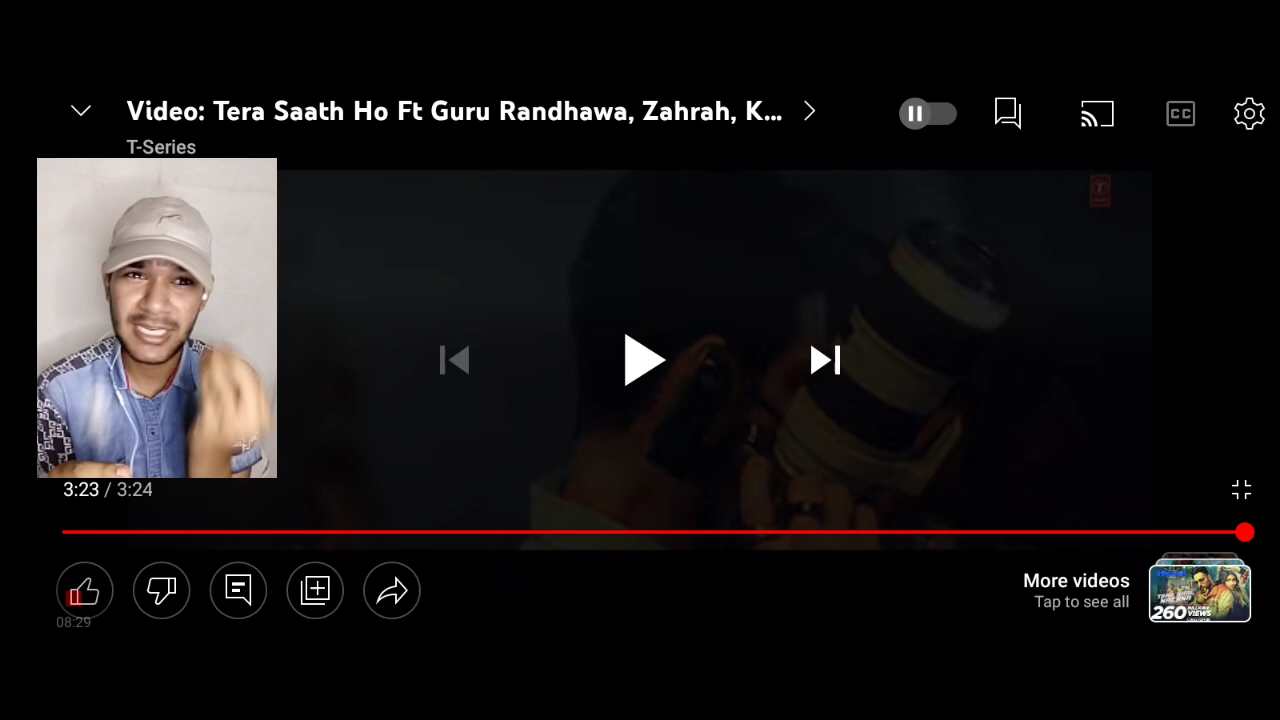 Video: Tera Saath Ho Ft Guru Randhawa, Zahrah, K...
T-Series
CC
3:23 / 3:24
More videos
Tap to see all
260
VIEWS
08:29